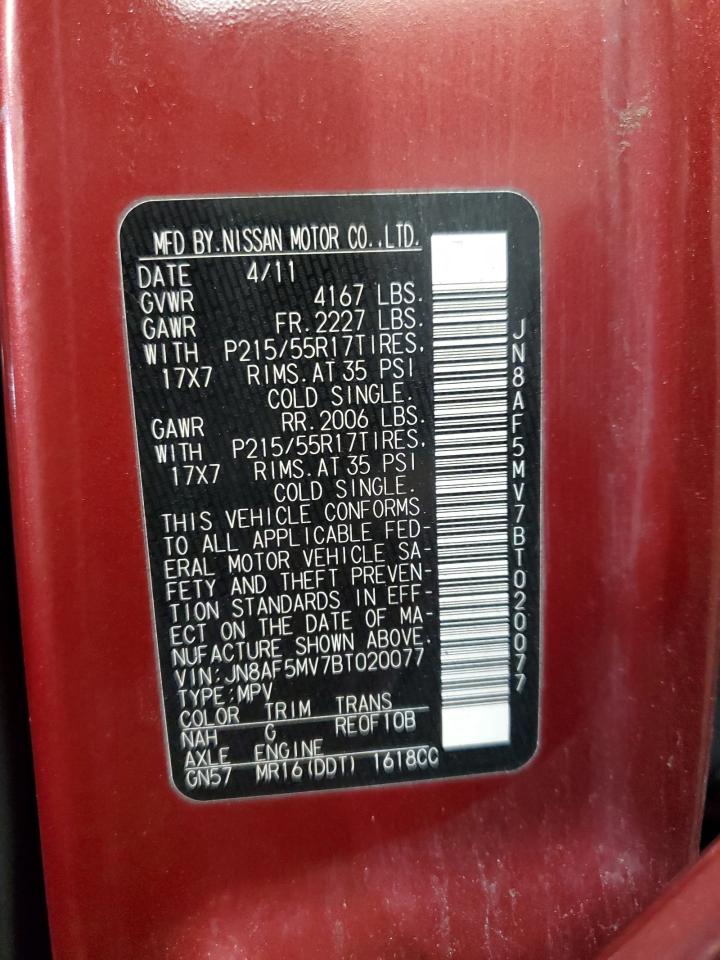 MFD BY.NISSAN MOTOR CO.,LTD.
DATE 4/11
GVWR 4167 LBS.
GAWR FR.2227 LBS.
WITH P215/55R17TIRES,
17X7 RIMS.AT 35 PSI
COLD SINGLE.
GAWR RR.2006 LBS.
WITH P215/55R17TIRES,
17X7 RIMS.AT 35 PSI
COLD SINGLE.
THIS VEHICLE CONFORMS
TO ALL APPLICABLE FED-
ERAL MOTOR VEHICLE SA-
FETY AND THEFT PREVEN-
TION STANDARDS IN EFF-
ECT ON THE DATE OF MA-
NUFACTURE SHOWN ABOVE.
VIN:JN8AF5MV7BT020077
TYPE:MPV
COLOR TRIM TRANS
NAH C RE0F10B
AXLE ENGINE
GN57 MR16(DDT) 1618CC
JN8AF5MV7BT020077